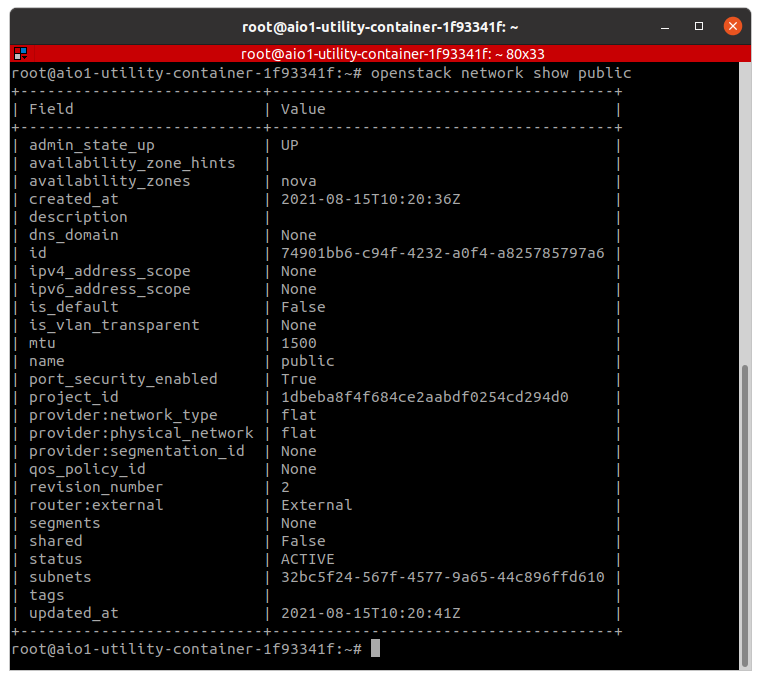 root@aio1-utility-container-1f93341f: ~
root@aio1-utility-container-1f93341f: ~ 80x33
root@aio1-utility-container-1f93341f:~# openstack network show public
+---------------------------+--------------------------------------+
| Field                     | Value                                |
+---------------------------+--------------------------------------+
| admin_state_up            | UP                                   |
| availability_zone_hints   |                                      |
| availability_zones        | nova                                 |
| created_at                | 2021-08-15T10:20:36Z                 |
| description               |                                      |
| dns_domain                | None                                 |
| id                        | 74901bb6-c94f-4232-a0f4-a825785797a6 |
| ipv4_address_scope        | None                                 |
| ipv6_address_scope        | None                                 |
| is_default                | False                                |
| is_vlan_transparent       | None                                 |
| mtu                       | 1500                                 |
| name                      | public                               |
| port_security_enabled     | True                                 |
| project_id                | 1dbeba8f4f684ce2aabdf0254cd294d0     |
| provider:network_type     | flat                                 |
| provider:physical_network | flat                                 |
| provider:segmentation_id  | None                                 |
| qos_policy_id             | None                                 |
| revision_number           | 2                                    |
| router:external           | External                             |
| segments                  | None                                 |
| shared                    | False                                |
| status                    | ACTIVE                               |
| subnets                   | 32bc5f24-567f-4577-9a65-44c896ffd610 |
| tags                      |                                      |
| updated_at                | 2021-08-15T10:20:41Z                 |
+---------------------------+--------------------------------------+
root@aio1-utility-container-1f93341f:~#